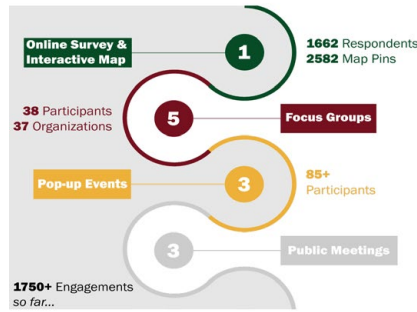 Online Survey &
Interactive Map
1
1662 Respondents
2582 Map Pins
38 Participants
37 Organizations
5
Focus Groups
Pop-up Events
3
85+
Participants
3
Public Meetings
1750+ Engagements
so far...